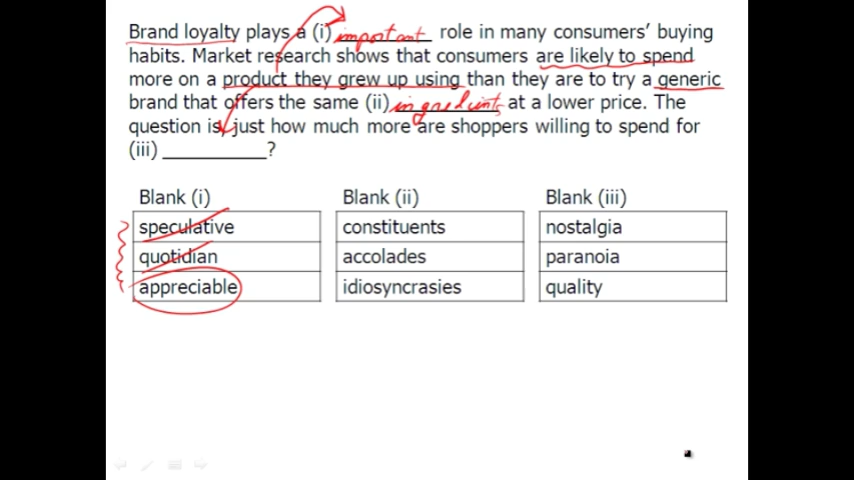 Brand loyalty plays a (i) important role in many consumers' buying
habits. Market research shows that consumers are likely to spend
more on a product they grew up using than they are to try a generic
brand that offers the same (ii) ingredients at a lower price. The
question is just how much more are shoppers willing to spend for
(iii) ____________?
Blank (i) Blank (ii) Blank (iii)
speculative constituents nostalgia
quotidian accolades paranoia
appreciable idiosyncrasies quality